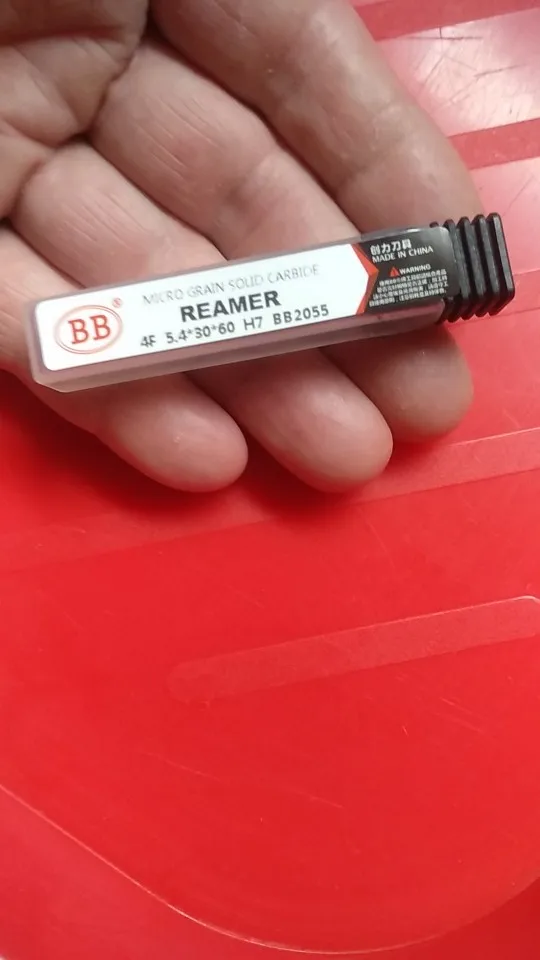 BB®
MICRO GRAIN SOLID CARBIDE
REAMER
4F 5.4*30*60 H7 BB2055
创力刀具
MADE IN CHINA
WARNING